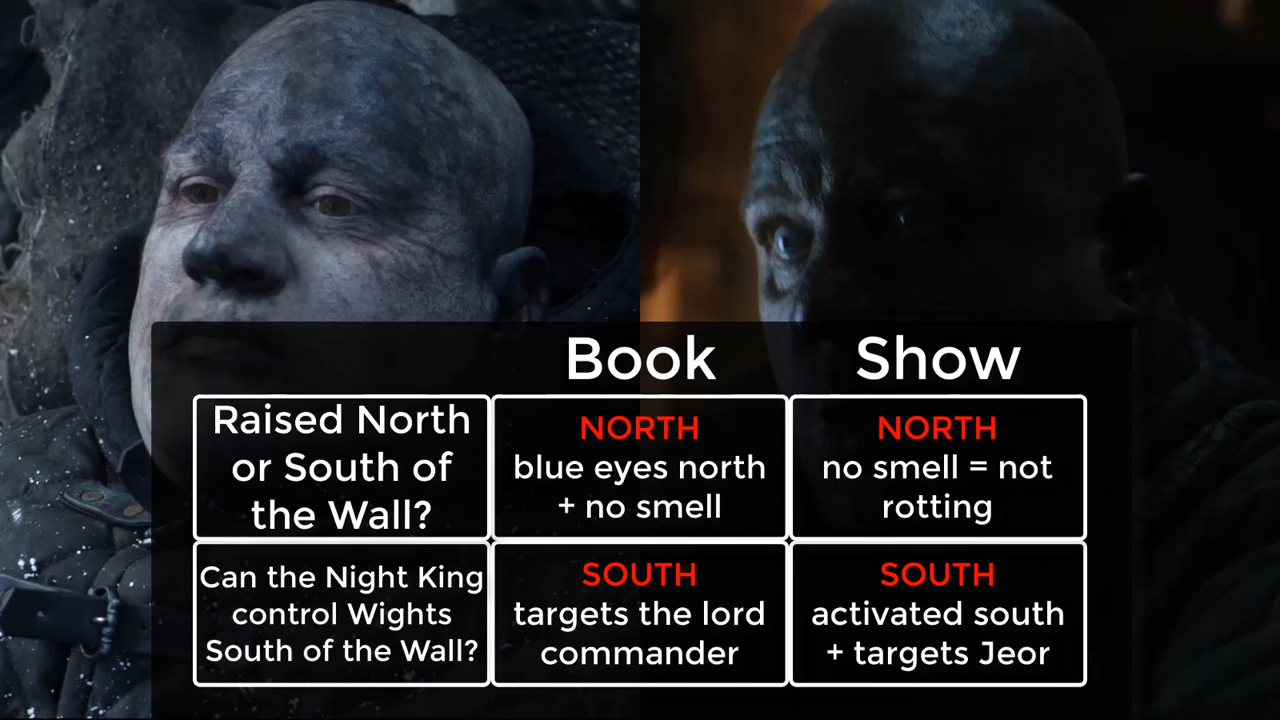 Book
Show
Raised North
or South of
the Wall?
NORTH
blue eyes north
+ no smell
NORTH
no smell = not
rotting
Can the Night King
control Wights
South of the Wall?
SOUTH
targets the lord
commander
SOUTH
activated south
+ targets Jeor